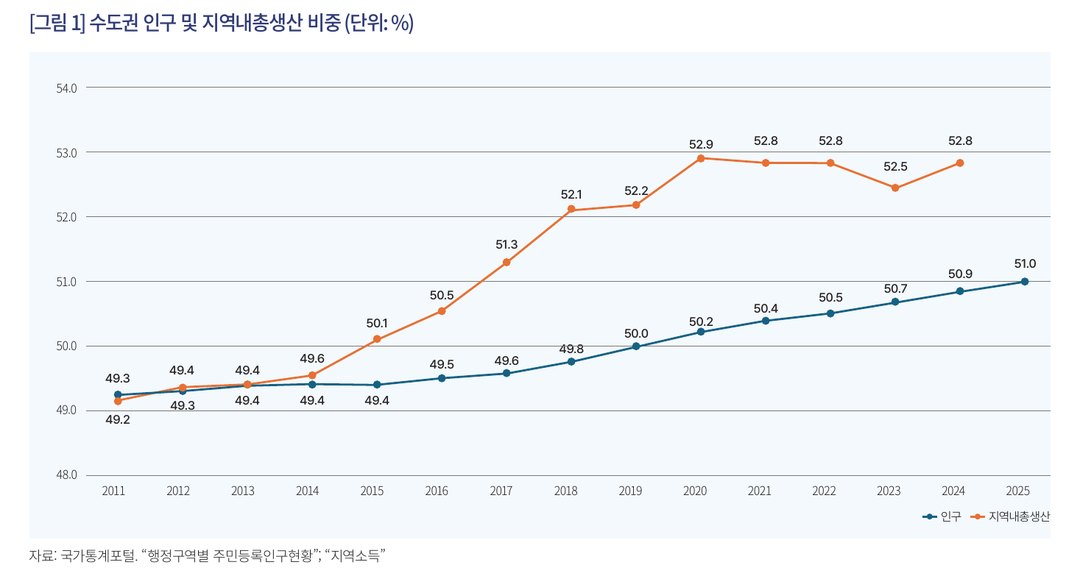 [그림 1] 수도권 인구 및 지역내총생산 비중 (단위: %)
54.0
53.0
52.0
51.0
50.0
49.0
48.0
49.2 49.4 49.4 49.6 50.1 50.5 51.3 52.1 52.2 52.9 52.8 52.8 52.5 52.8
49.3 49.3 49.4 49.4 49.4 49.5 49.6 49.8 50.0 50.2 50.4 50.5 50.7 50.9 51.0
2011 2012 2013 2014 2015 2016 2017 2018 2019 2020 2021 2022 2023 2024 2025
인구 지역내총생산
자료: 국가통계포털. “행정구역별 주민등록인구현황”; “지역소득”